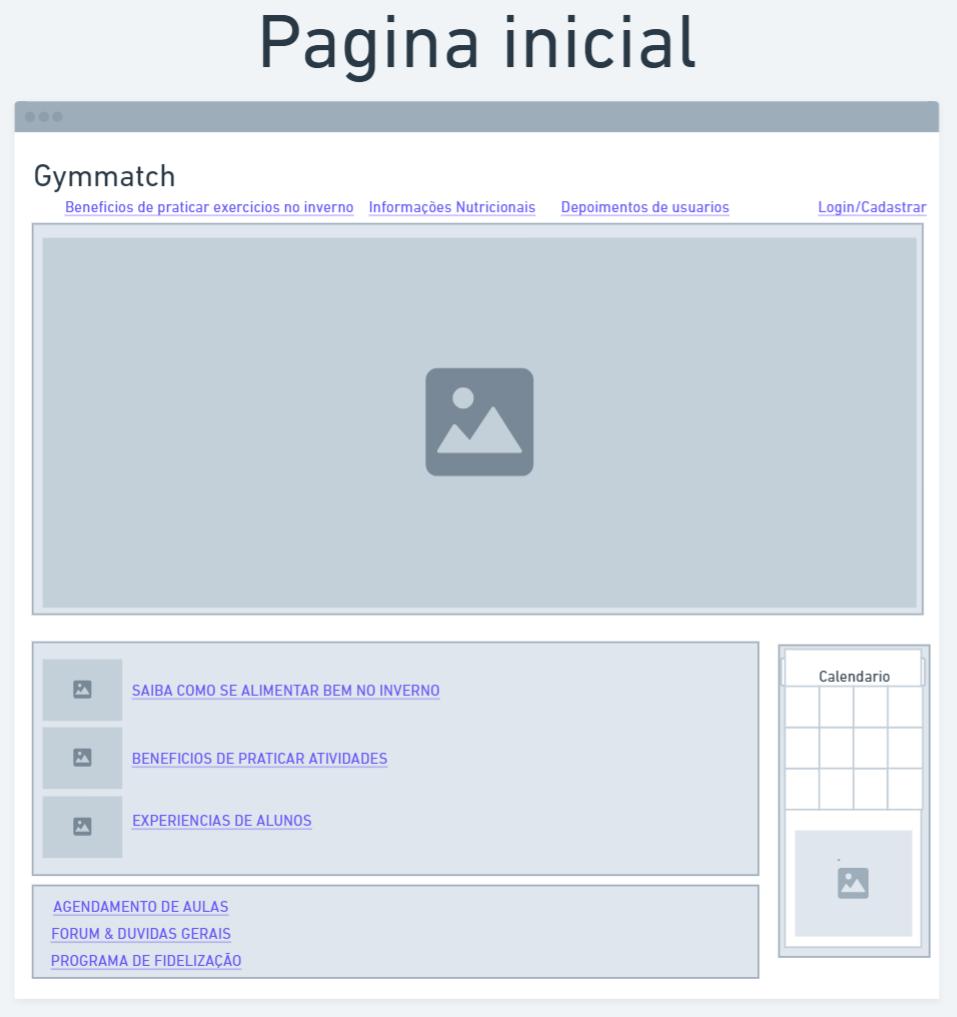 Pagina inicial
Gymmatch
Beneficios de praticar exercicios no inverno Informações Nutricionais Depoimentos de usuarios Login/Cadastrar
SAIBA COMO SE ALIMENTAR BEM NO INVERNO
BENEFICIOS DE PRATICAR ATIVIDADES
EXPERIENCIAS DE ALUNOS
AGENDAMENTO DE AULAS
FORUM & DUVIDAS GERAIS
PROGRAMA DE FIDELIZAÇÃO
Calendario